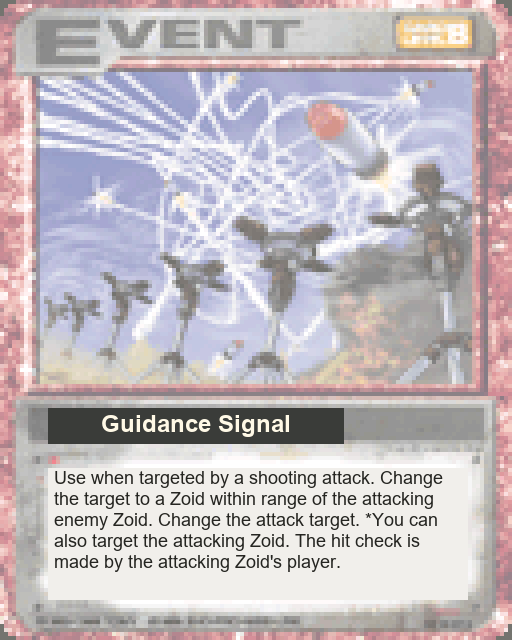 EVENT
GAME LEVEL B
Guidance Signal
Use when targeted by a shooting attack. Change
the target to a Zoid within range of the attacking
enemy Zoid. Change the attack target. *You can
also target the attacking Zoid. The hit check is
made by the attacking Zoid's player.